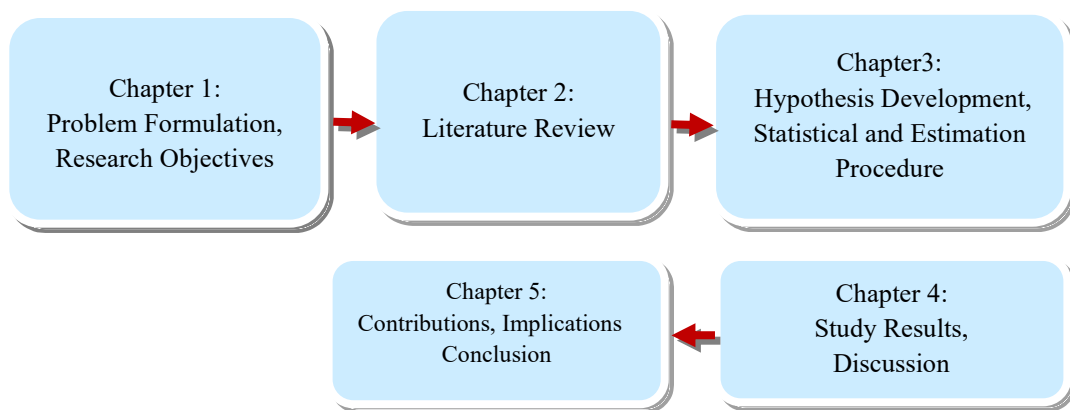 Chapter 1:
Problem Formulation,
Research Objectives
Chapter 2:
Literature Review
Chapter3:
Hypothesis Development,
Statistical and Estimation
Procedure
Chapter 4:
Study Results,
Discussion
Chapter 5:
Contributions, Implications
Conclusion